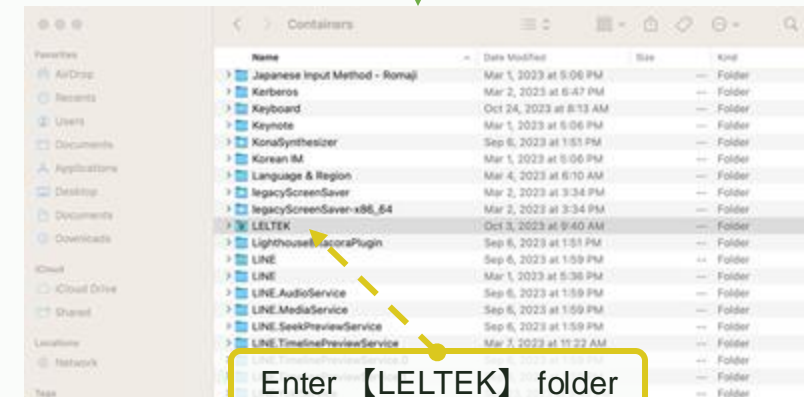 Containers
Favorites
AirDrop
Recents
Users
Documents
Applications
Desktop
Documents
Downloads
iCloud
iCloud Drive
Shared
Locations
Network
Tags
Name Date Modified Size Kind
Japanese Input Method - Romaji Mar 1, 2023 at 5:06 PM -- Folder
Kerberos Mar 2, 2023 at 6:47 PM -- Folder
Keyboard Oct 24, 2023 at 8:13 AM -- Folder
Keynote Mar 1, 2023 at 5:06 PM -- Folder
KonaSynthesizer Sep 6, 2023 at 1:51 PM -- Folder
Korean IM Mar 1, 2023 at 5:06 PM -- Folder
Language & Region Mar 4, 2023 at 6:10 AM -- Folder
legacyScreenSaver Mar 2, 2023 at 3:34 PM -- Folder
legacyScreenSaver-x86_64 Mar 2, 2023 at 3:34 PM -- Folder
LELTEK Oct 3, 2023 at 9:40 AM -- Folder
Sep 6, 2023 at 1:51 PM -- Folder
LINE Sep 6, 2023 at 1:59 PM -- Folder
LINE Mar 1, 2023 at 5:36 PM -- Folder
LINE.AudioService Sep 6, 2023 at 1:59 PM -- Folder
LINE.MediaService Sep 6, 2023 at 1:59 PM -- Folder
LINE.SeekPreviewService Sep 6, 2023 at 1:59 PM -- Folder
LINE.TimelinePreviewService Mar 7, 2023 at 11:22 AM -- Folder
Folder
Folder
Enter 【LELTEK】 folder